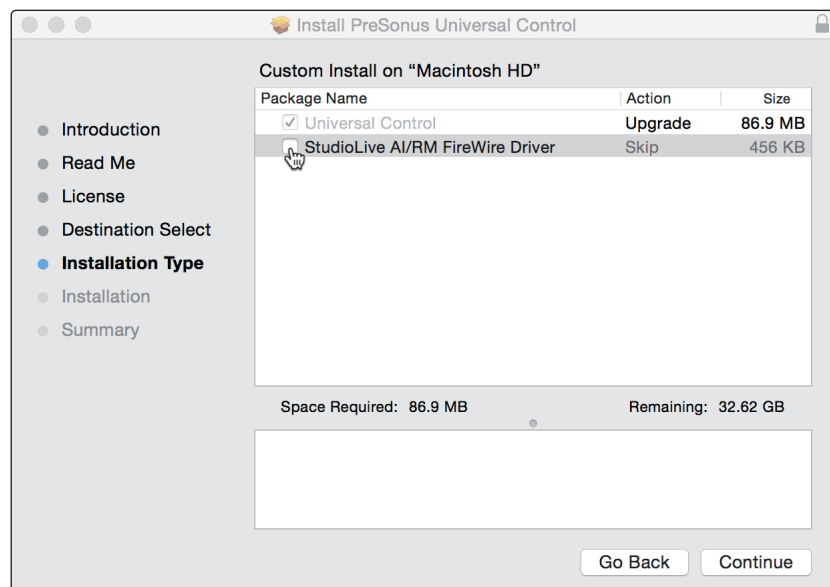 Install PreSonus Universal Control
Custom Install on “Macintosh HD”
Introduction
Read Me
License
Destination Select
Installation Type
Installation
Summary
Package Name Action Size
Universal Control Upgrade 86.9 MB
StudioLive AI/RM FireWire Driver Skip 456 KB
Space Required: 86.9 MB Remaining: 32.62 GB
Go Back Continue